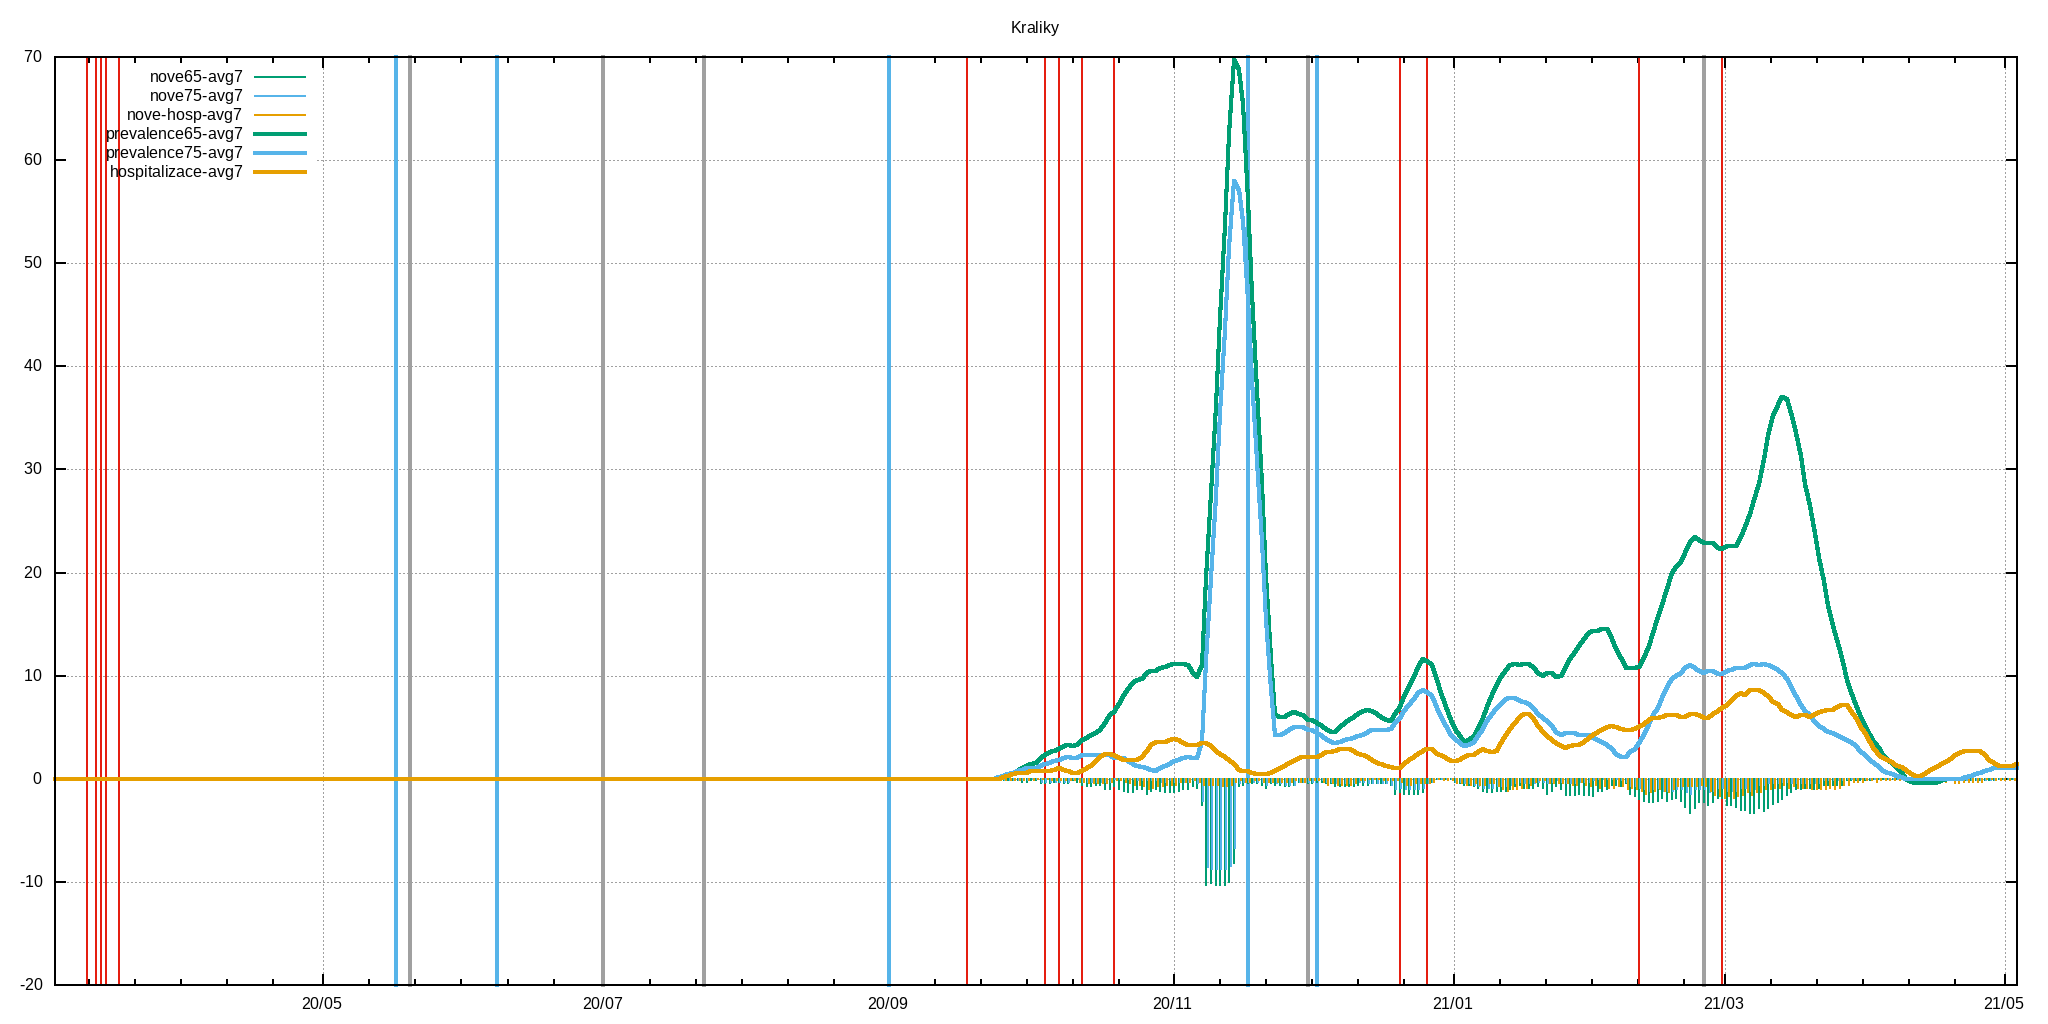 Kraliky
70
nove65-avg7
nove75-avg7
nove-hosp-avg7
prevalence65-avg7
prevalence75-avg7
hospitalizace-avg7
60
50
40
30
20
10
0
-10
-20
20/05 20/07 20/09 20/11 21/01 21/03 21/05